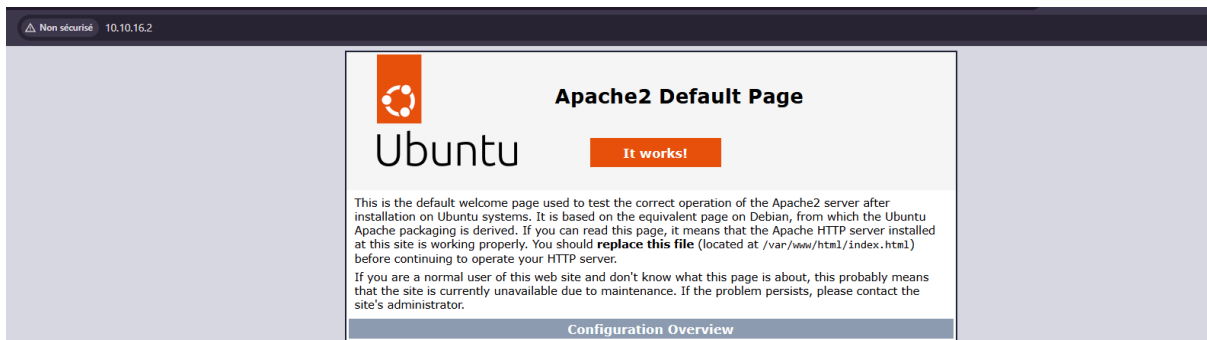 Non sécurisé 10.10.16.2
Apache2 Default Page
Ubuntu
It works!
This is the default welcome page used to test the correct operation of the Apache2 server after
installation on Ubuntu systems. It is based on the equivalent page on Debian, from which the Ubuntu
Apache packaging is derived. If you can read this page, it means that the Apache HTTP server installed
at this site is working properly. You should replace this file (located at /var/www/html/index.html)
before continuing to operate your HTTP server.
If you are a normal user of this web site and don't know what this page is about, this probably means
that the site is currently unavailable due to maintenance. If the problem persists, please contact the
site's administrator.
Configuration Overview